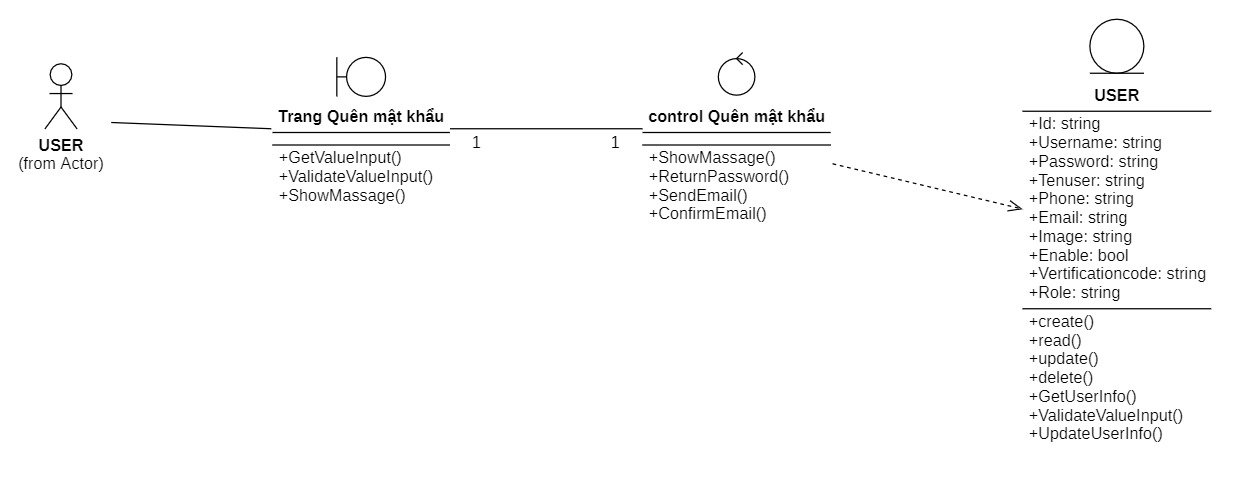 USER
(from Actor)
Trang Quên mật khẩu
+GetValueInput()
+ValidateValueInput()
+ShowMassage()
1
1
control Quên mật khẩu
+ShowMassage()
+ReturnPassword()
+SendEmail()
+ConfirmEmail()
USER
+Id: string
+Username: string
+Password: string
+Tenuser: string
+Phone: string
+Email: string
+Image: string
+Enable: bool
+Vertificationcode: string
+Role: string
+create()
+read()
+update()
+delete()
+GetUserInfo()
+ValidateValueInput()
+UpdateUserInfo()